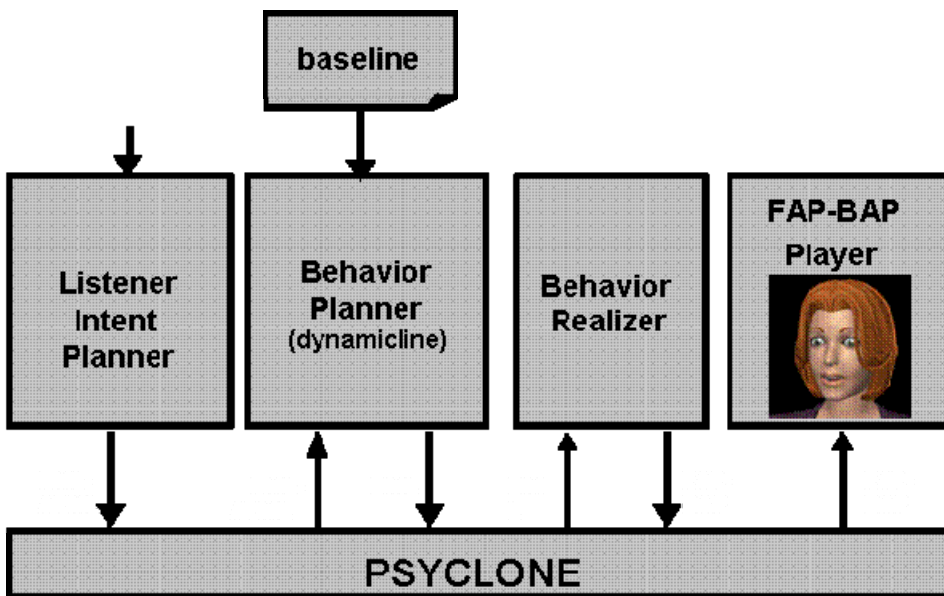 baseline
Listener
Intent
Planner
Behavior
Planner
(dynamicline)
Behavior
Realizer
FAP-BAP
Player
PSYCLONE